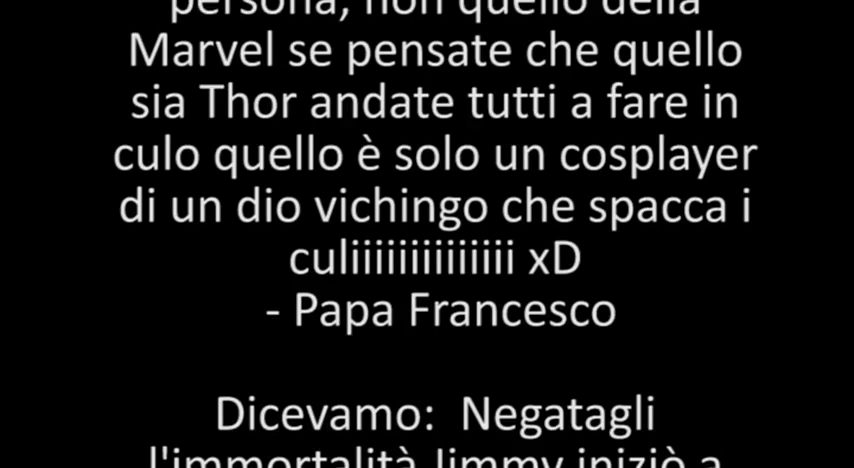 persona, non quello della
Marvel se pensate che quello
sia Thor andate tutti a fare in
culo quello è solo un cosplayer
di un dio vichingo che spacca i
culiiiiiiiiiiiiiii xD
- Papa Francesco
Dicevamo:  Negatagli
l'immortalità Jimmy iniziò a